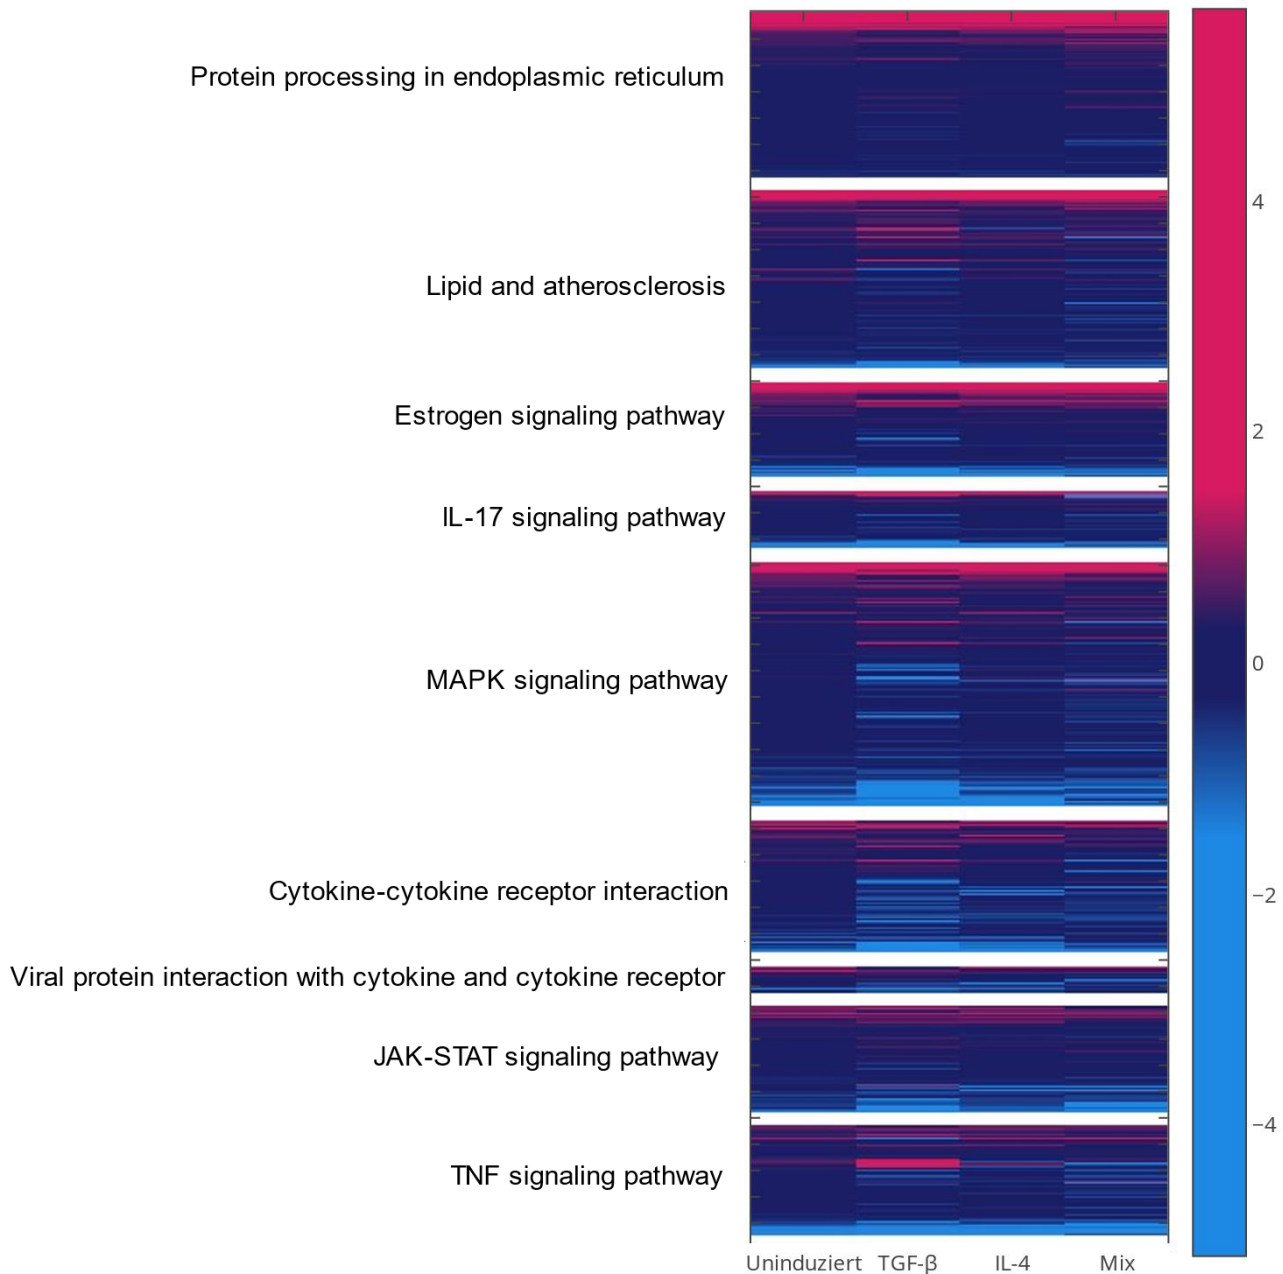 Protein processing in endoplasmic reticulum
Lipid and atherosclerosis
Estrogen signaling pathway
IL-17 signaling pathway
MAPK signaling pathway
Cytokine-cytokine receptor interaction
Viral protein interaction with cytokine and cytokine receptor
JAK-STAT signaling pathway
TNF signaling pathway
Uninduziert TGF-β IL-4 Mix
4
2
0
−2
−4